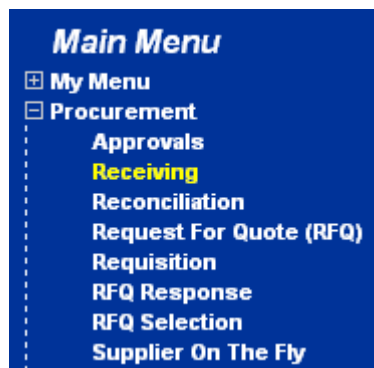 Main Menu
My Menu
Procurement
Approvals
Receiving
Reconciliation
Request For Quote (RFQ)
Requisition
RFQ Response
RFQ Selection
Supplier On The Fly